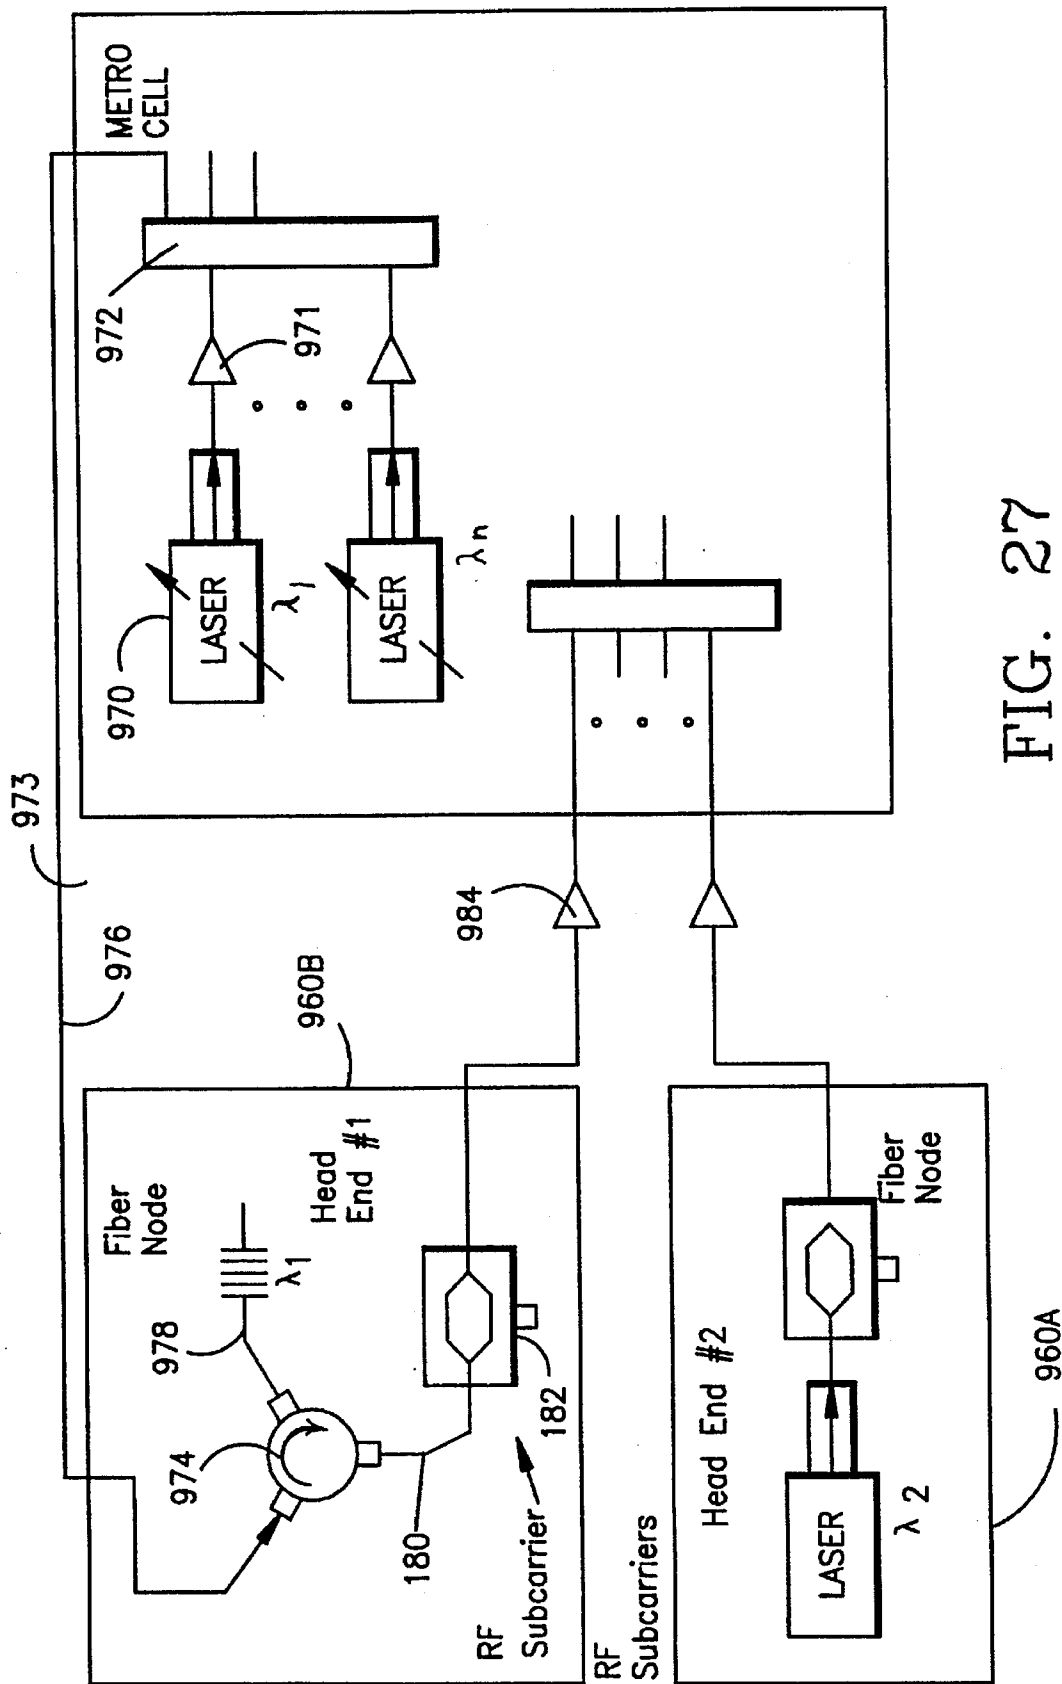 METRO
CELL
972
971
970
LASER
λ1
LASER
λn
973
976
984
960B
Fiber
Node
Head
End #1
λ1
978
974
180
182
RF
Subcarrier
RF
Subcarriers
Head End #2
Fiber
Node
LASER
λ2
960A
FIG. 27